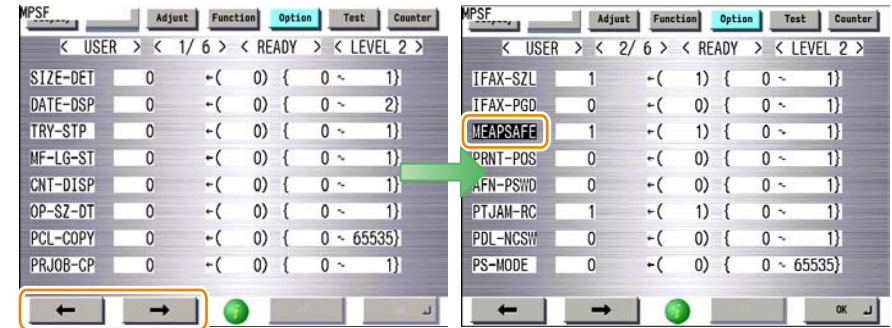 MPSF
Adjust Function Option Test Counter
< USER > < 1/ 6 > < READY > < LEVEL 2 >
SIZE-DET 0 ←( 0) { 0 ~ 1}
DATE-DSP 0 ←( 0) { 0 ~ 2}
TRY-STP 0 ←( 0) { 0 ~ 1}
MF-LG-ST 0 ←( 0) { 0 ~ 1}
CNT-DISP 0 ←( 0) { 0 ~ 1}
OP-SZ-DT 0 ←( 0) { 0 ~ 1}
PCL-COPY 0 ←( 0) { 0 ~ 65535}
PRJOB-CP 0 ←( 0) { 0 ~ 1}
← →
MPSF
Adjust Function Option Test Counter
< USER > < 2/ 6 > < READY > < LEVEL 2 >
IFAX-SZL 1 ←( 1) { 0 ~ 1}
IFAX-PGD 0 ←( 0) { 0 ~ 1}
MEAPSAFE 1 ←( 1) { 0 ~ 1}
PRNT-POS 0 ←( 0) { 0 ~ 1}
AFN-PSWD 0 ←( 0) { 0 ~ 1}
PTJAM-RC 1 ←( 1) { 0 ~ 1}
PDL-NCSW 0 ←( 0) { 0 ~ 1}
PS-MODE 0 ←( 0) { 0 ~ 65535}
← → OK